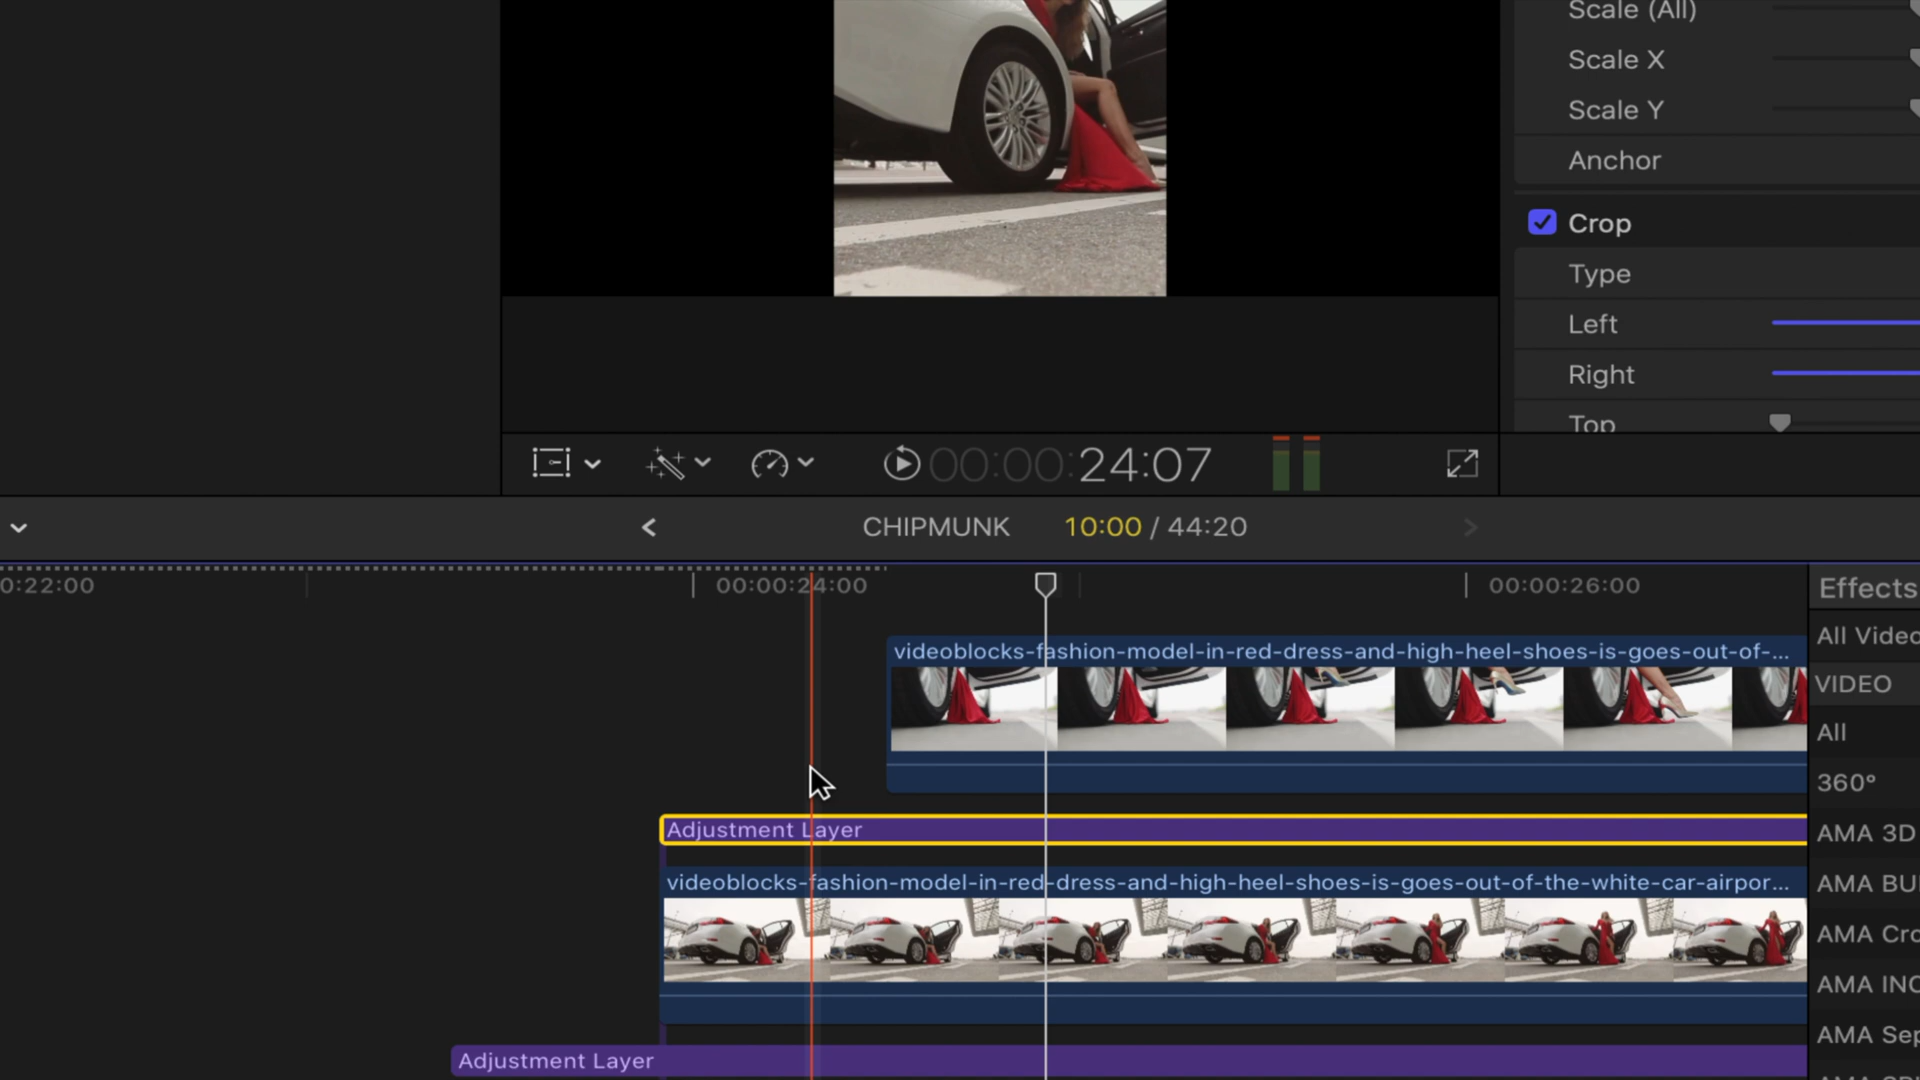 Scale (All)
Scale X
Scale Y
Anchor
Crop
Type
Left
Right
Top
00:00:24:07
CHIPMUNK 10:00 / 44:20
0:22:00
00:00:24:00
00:00:26:00
Effects
All Video
VIDEO
All
360°
AMA 3D
AMA BUI
AMA Cro
AMA INC
AMA Sep
videoblocks-fashion-model-in-red-dress-and-high-heel-shoes-is-goes-out-of-...
Adjustment Layer
videoblocks-fashion-model-in-red-dress-and-high-heel-shoes-is-goes-out-of-the-white-car-airpor...
Adjustment Layer